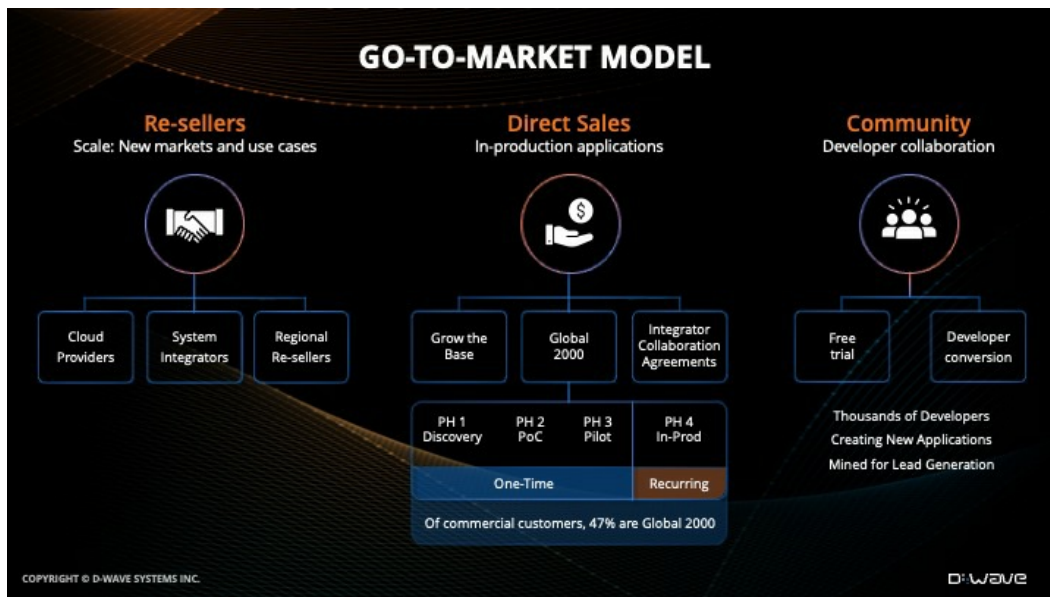 GO-TO-MARKET MODEL
Re-sellers
Scale: New markets and use cases
Cloud
Providers
System
Integrators
Regional
Re-sellers
Direct Sales
In-production applications
$
Grow the
Base
Global
2000
Integrator
Collaboration
Agreements
PH 1
Discovery
PH 2
PoC
PH 3
Pilot
PH 4
In-Prod
One-Time
Recurring
Of commercial customers, 47% are Global 2000
Community
Developer collaboration
Free
trial
Developer
conversion
Thousands of Developers
Creating New Applications
Mined for Lead Generation
COPYRIGHT © D-WAVE SYSTEMS INC.
D:wave